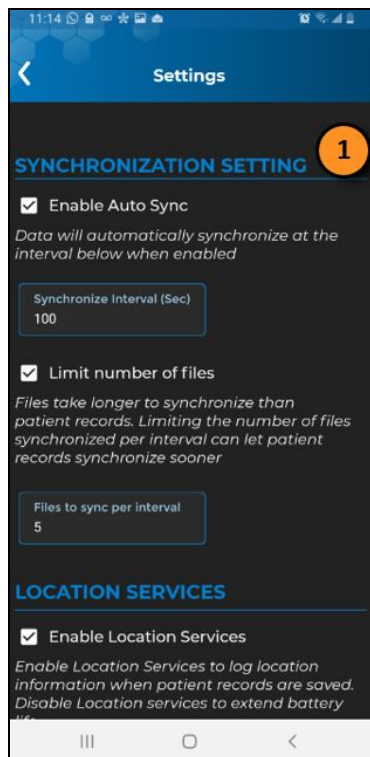 11:14
Settings
1
SYNCHRONIZATION SETTING
Enable Auto Sync
Data will automatically synchronize at the
interval below when enabled
Synchronize Interval (Sec)
100
Limit number of files
Files take longer to synchronize than
patient records. Limiting the number of files
synchronized per interval can let patient
records synchronize sooner
Files to sync per interval
5
LOCATION SERVICES
Enable Location Services
Enable Location Services to log location
information when patient records are saved.
Disable Location services to extend battery